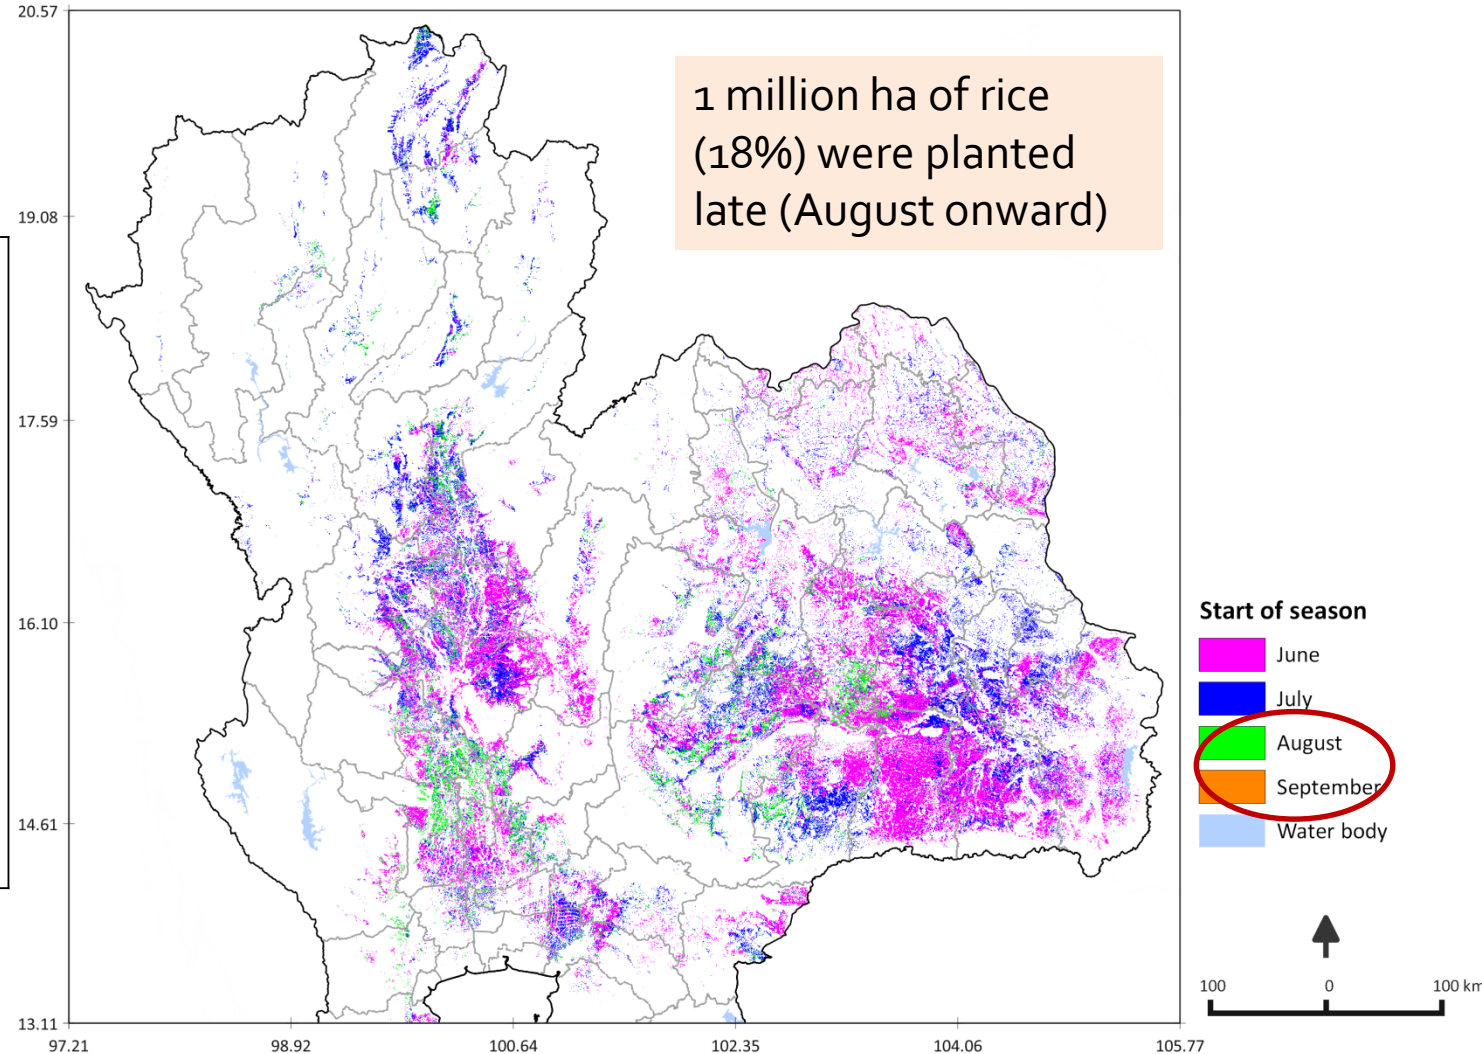 20.57
1 million ha of rice
(18%) were planted
late (August onward)
19.08
17.59
16.10
14.61
13.11
97.21
98.92
100.64
102.35
104.06
105.77
Start of season
June
July
August
September
Water body
100
0
100 km